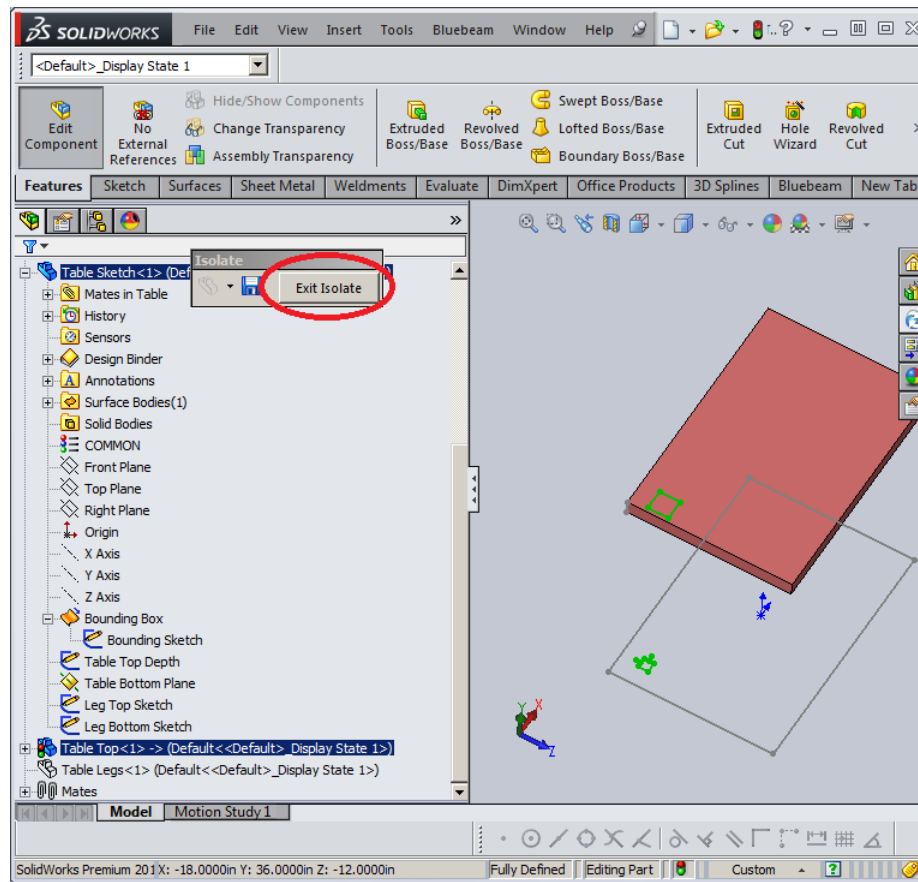 SOLIDWORKS File Edit View Insert Tools Bluebeam Window Help
<Default>_Display State 1
Edit Component
No External References
Hide/Show Components
Change Transparency
Assembly Transparency
Extruded Boss/Base
Revolved Boss/Base
Swept Boss/Base
Lofted Boss/Base
Boundary Boss/Base
Extruded Cut
Hole Wizard
Revolved Cut
Features Sketch Surfaces Sheet Metal Weldments Evaluate DimXpert Office Products 3D Splines Bluebeam New Tab
Isolate
Exit Isolate
Table Sketch<1> (Def
Mates in Table
History
Sensors
Design Binder
Annotations
Surface Bodies(1)
Solid Bodies
COMMON
Front Plane
Top Plane
Right Plane
Origin
X Axis
Y Axis
Z Axis
Bounding Box
Bounding Sketch
Table Top Depth
Table Bottom Plane
Leg Top Sketch
Leg Bottom Sketch
Table Top<1> -> (Default<<Default>_Display State 1>)
Table Legs<1> (Default<<Default>_Display State 1>)
Mates
Y X Z
Model Motion Study 1
SolidWorks Premium 201 X: -18.0000in Y: 36.0000in Z: -12.0000in Fully Defined Editing Part Custom